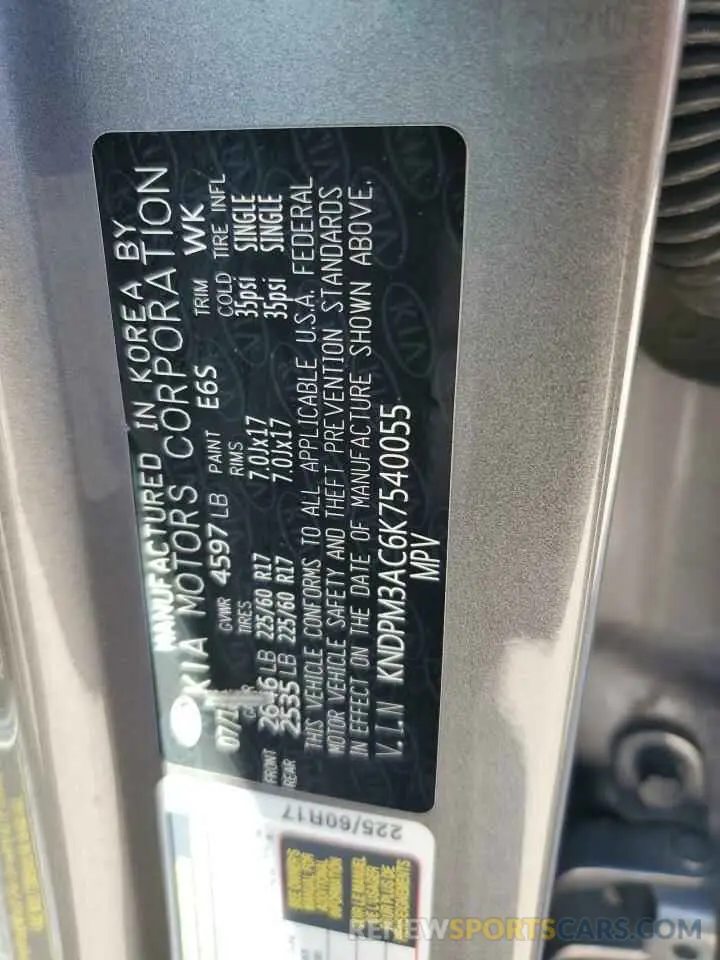 MANUFACTURED IN KOREA BY
KIA MOTORS CORPORATION
GVWR 4597 LB PAINT E6S TRIM WK
TIRES RIMS COLD TIRE INFL
FRONT 2646 LB 225/60 R17 7.0Jx17 35psi SINGLE
REAR 2535 LB 225/60 R17 7.0Jx17 35psi SINGLE
THIS VEHICLE CONFORMS TO ALL APPLICABLE U.S.A. FEDERAL
MOTOR VEHICLE SAFETY AND THEFT PREVENTION STANDARDS
IN EFFECT ON THE DATE OF MANUFACTURE SHOWN ABOVE.
V.I.N KNDPM3AC6K7540055
MPV
225/60R17
RENEWSPORTSCARS.COM